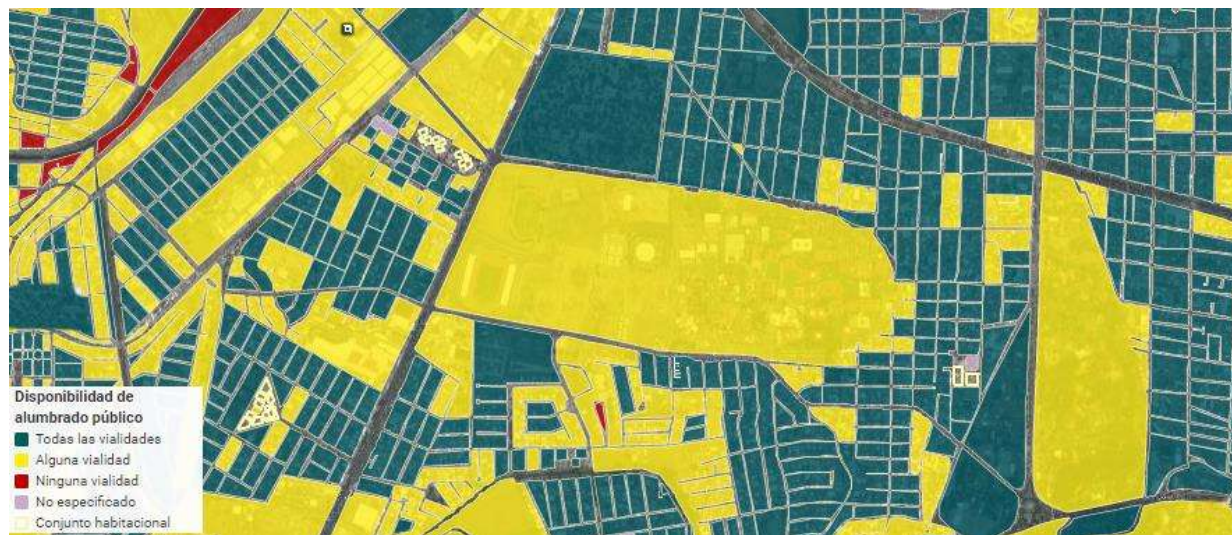 Disponibilidad de
alumbrado público
Todas las vialidades
Alguna vialidad
Ninguna vialidad
No especificado
Conjunto habitacional